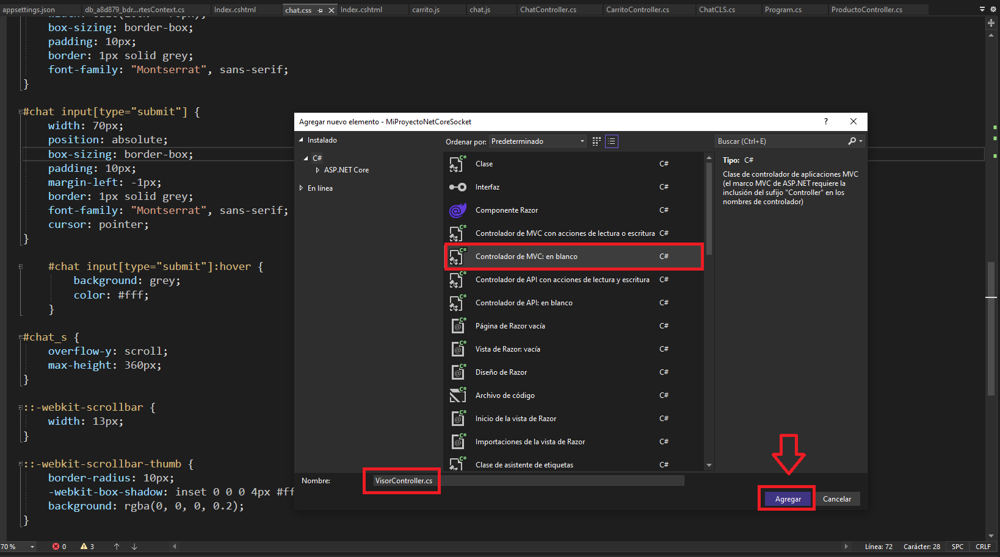 appsettings.json db_a8d879_bdr...rtesContext.cs Index.cshtml chat.css Index.cshtml carrito.js chat.js ChatController.cs CarritoController.cs ChatCLS.cs Program.cs ProductoController.cs
box-sizing: border-box;
padding: 10px;
border: 1px solid grey;
font-family: "Montserrat", sans-serif;
}
#chat input[type="submit"] {
width: 70px;
position: absolute;
box-sizing: border-box;
padding: 10px;
margin-left: -1px;
border: 1px solid grey;
font-family: "Montserrat", sans-serif;
cursor: pointer;
}
#chat input[type="submit"]:hover {
background: grey;
color: #fff;
}
#chat_s {
overflow-y: scroll;
max-height: 360px;
}
::-webkit-scrollbar {
width: 13px;
}
::-webkit-scrollbar-thumb {
border-radius: 10px;
-webkit-box-shadow: inset 0 0 0 4px #ff
background: rgba(0, 0, 0, 0.2);
}
Agregar nuevo elemento - MiProyectoNetCoreSocket ?
Instalado
C#
ASP.NET Core
En línea
Ordenar por: Predeterminado
Buscar (Ctrl+E)
Clase C#
Interfaz C#
Componente Razor C#
Controlador de MVC con acciones de lectura o escritura C#
Controlador de MVC: en blanco C#
Controlador de API con acciones de lectura y escritura C#
Controlador de API: en blanco C#
Página de Razor vacía C#
Vista de Razor: vacía C#
Diseño de Razor C#
Archivo de código C#
Inicio de la vista de Razor C#
Importaciones de la vista de Razor C#
Clase de asistente de etiquetas C#
Tipo: C#
Clase de controlador de aplicaciones MVC
(el marco MVC de ASP.NET requiere la
inclusión del sufijo "Controller" en los
nombres de controlador)
Nombre: VisorController.cs
Agregar Cancelar
70 % 0 3 Línea: 72 Carácter: 28 SPC CRLF